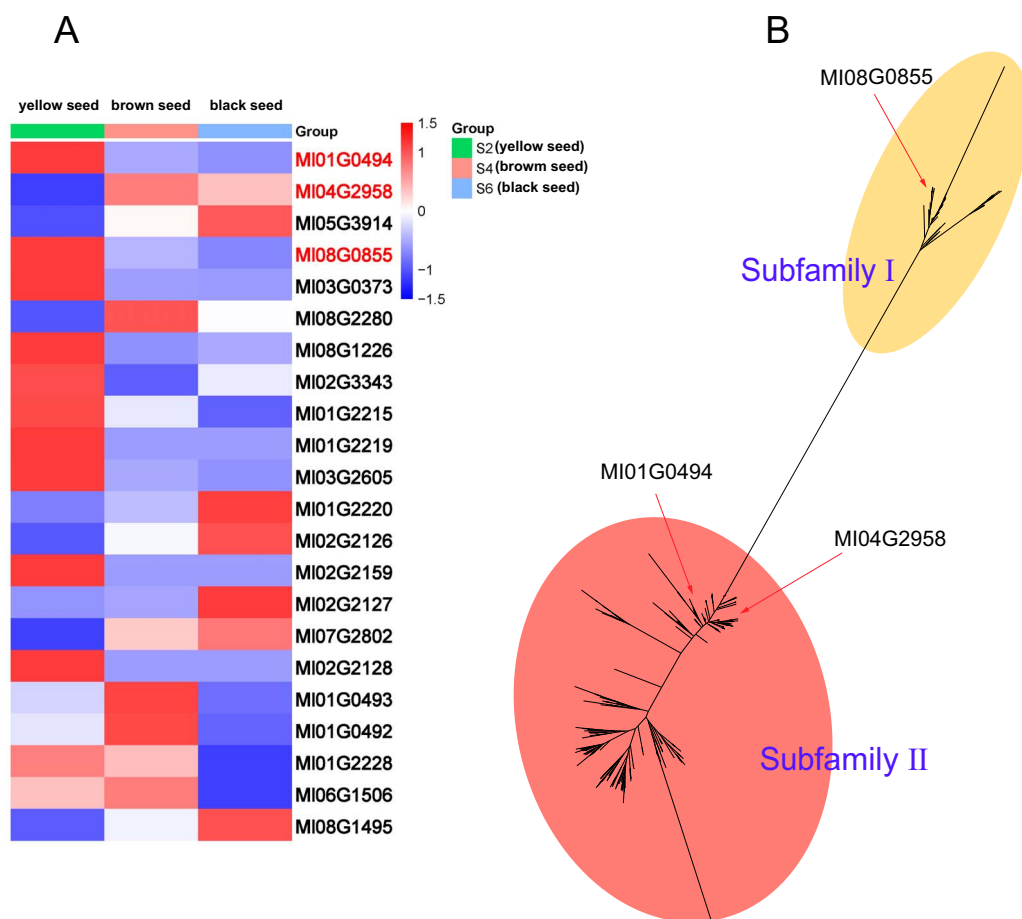 A
B
yellow seed brown seed black seed
Group
MI01G0494
MI04G2958
MI05G3914
MI08G0855
MI03G0373
MI08G2280
MI08G1226
MI02G3343
MI01G2215
MI01G2219
MI03G2605
MI01G2220
MI02G2126
MI02G2159
MI02G2127
MI07G2802
MI02G2128
MI01G0493
MI01G0492
MI01G2228
MI06G1506
MI08G1495
1.5
1
0
−1
−1.5
Group
S2 (yellow seed)
S4 (brown seed)
S6 (black seed)
MI08G0855
Subfamily I
MI01G0494
MI04G2958
Subfamily II